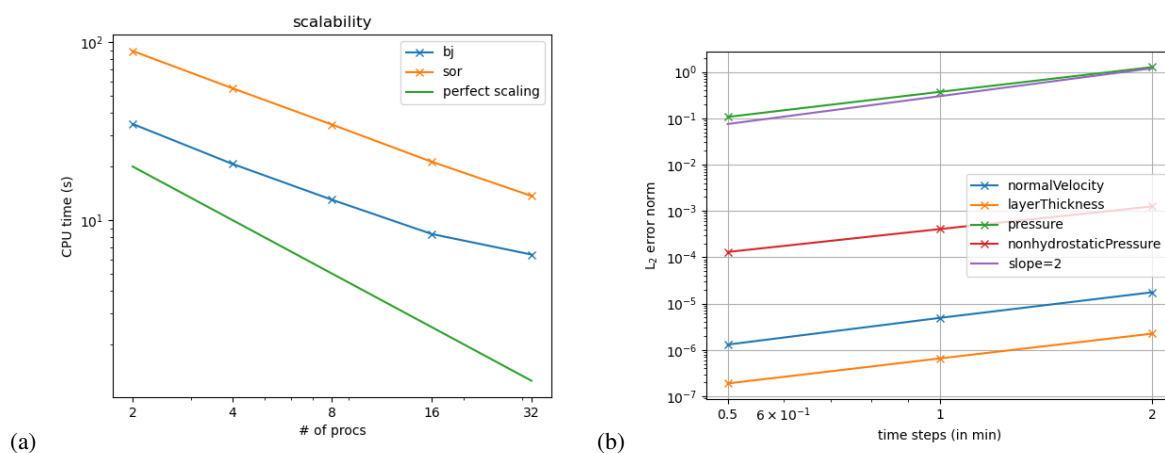 scalability
10²
10¹
CPU time (s)
bj
sor
perfect scaling
2
4
8
16
32
# of procs
(a)
10⁰
10⁻¹
10⁻²
10⁻³
10⁻⁴
10⁻⁵
10⁻⁶
10⁻⁷
L₂ error norm
normalVelocity
layerThickness
pressure
nonhydrostaticPressure
slope=2
0.5
6 × 10⁻¹
1
2
time steps (in min)
(b)